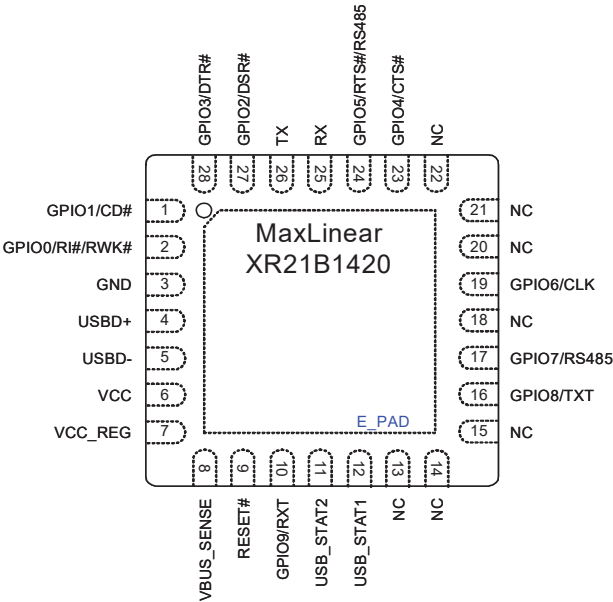 GPIO3/DTR#
GPIO2/DSR#
TX
RX
GPIO5/RTS#/RS485
GPIO4/CTS#
NC
28
27
26
25
24
23
22
GPIO1/CD# 1
GPIO0/RI#/RWK# 2
GND 3
USBD+ 4
USBD- 5
VCC 6
VCC_REG 7
MaxLinear
XR21B1420
E_PAD
21 NC
20 NC
19 GPIO6/CLK
18 NC
17 GPIO7/RS485
16 GPIO8/TXT
15 NC
8
9
10
11
12
13
14
VBUS_SENSE
RESET#
GPIO9/RXT
USB_STAT2
USB_STAT1
NC
NC